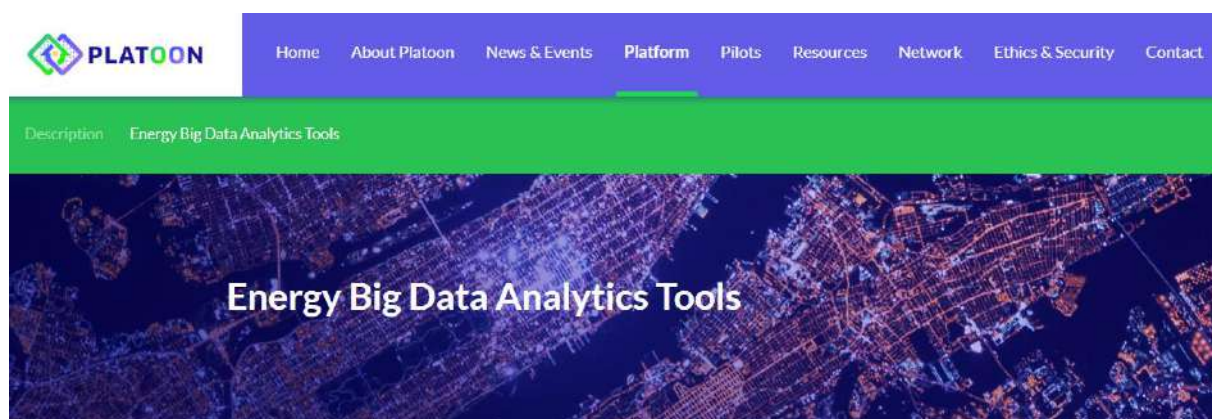 PLATOON Home About Platoon News & Events Platform Pilots Resources Network Ethics & Security Contact
Description Energy Big Data Analytics Tools
Energy Big Data Analytics Tools